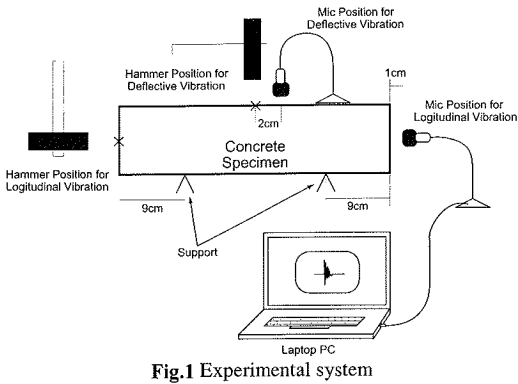 Mic Position for
Deflective Vibration
Hammer Position for
Deflective Vibration
1cm
Mic Position for
Logitudinal Vibration
2cm
Concrete
Specimen
Hammer Position for
Logitudinal Vibration
9cm
9cm
Support
Laptop PC
Fig.1 Experimental system